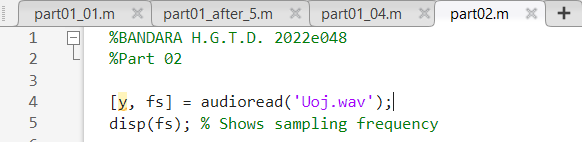 part01_01.m part01_after_5.m part01_04.m part02.m
1 %BANDARA H.G.T.D. 2022e048
2 %Part 02
3
4 [y, fs] = audioread('Uoj.wav');
5 disp(fs); % Shows sampling frequency